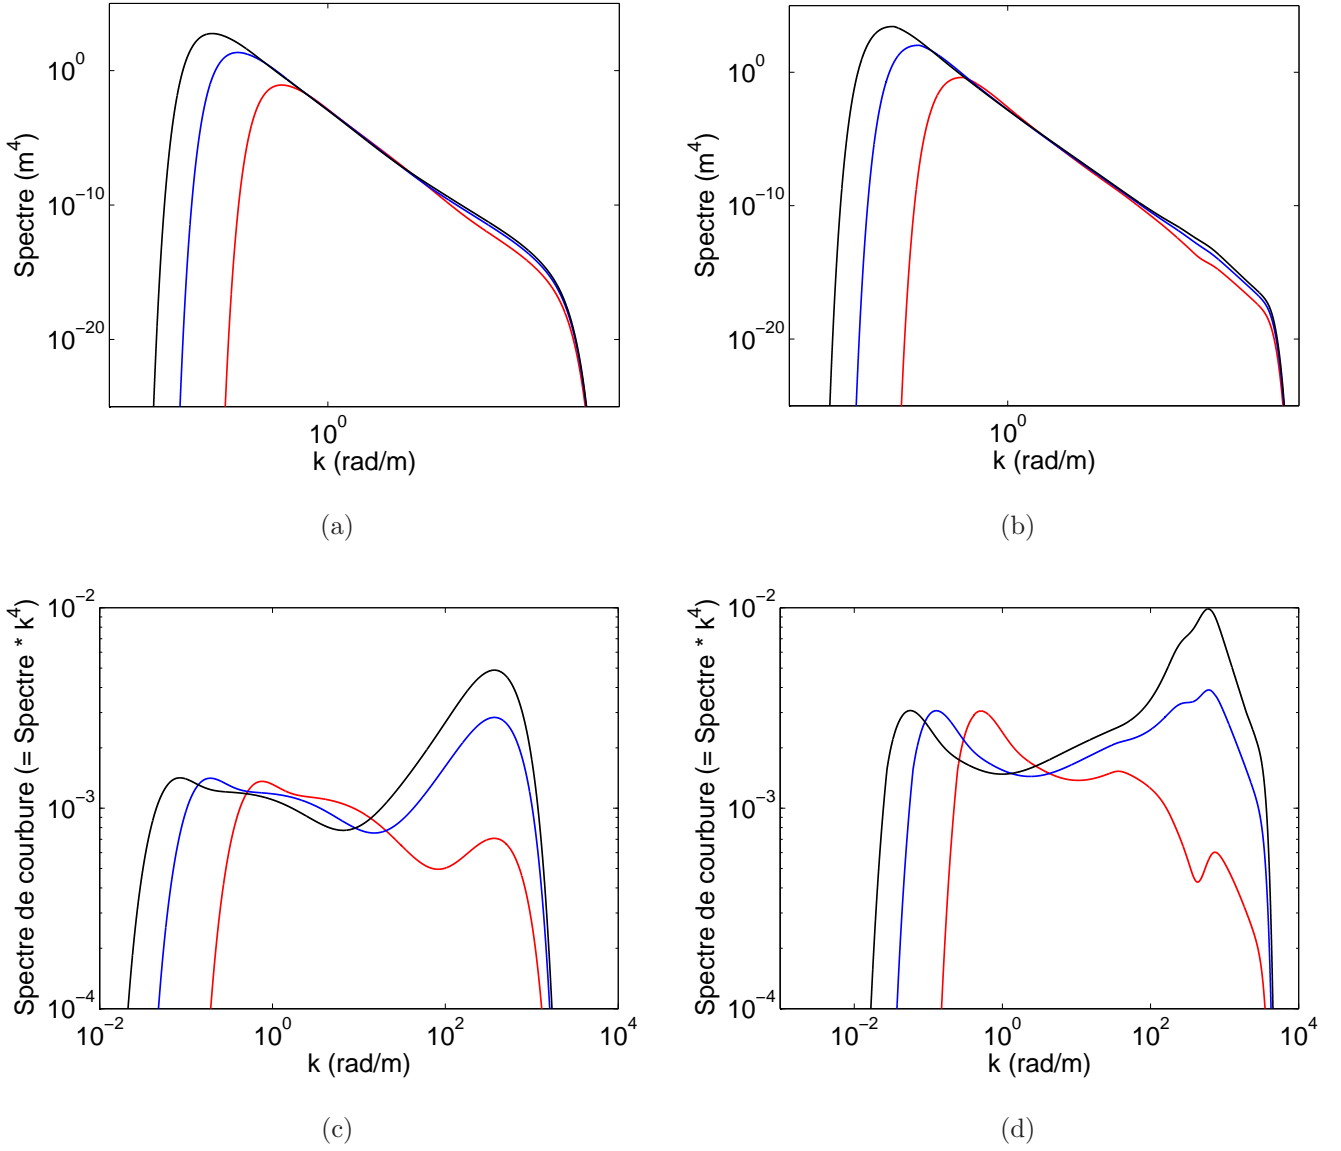 10^0
10^-10
10^-20
Spectre (m^4)
10^0
k (rad/m)
(a)
10^0
10^-10
10^-20
Spectre (m^4)
10^0
k (rad/m)
(b)
10^-2
10^-3
10^-4
Spectre de courbure (= Spectre * k^4)
10^-2
10^0
10^2
10^4
k (rad/m)
(c)
10^-2
10^-3
10^-4
Spectre de courbure (= Spectre * k^4)
10^-2
10^0
10^2
10^4
k (rad/m)
(d)